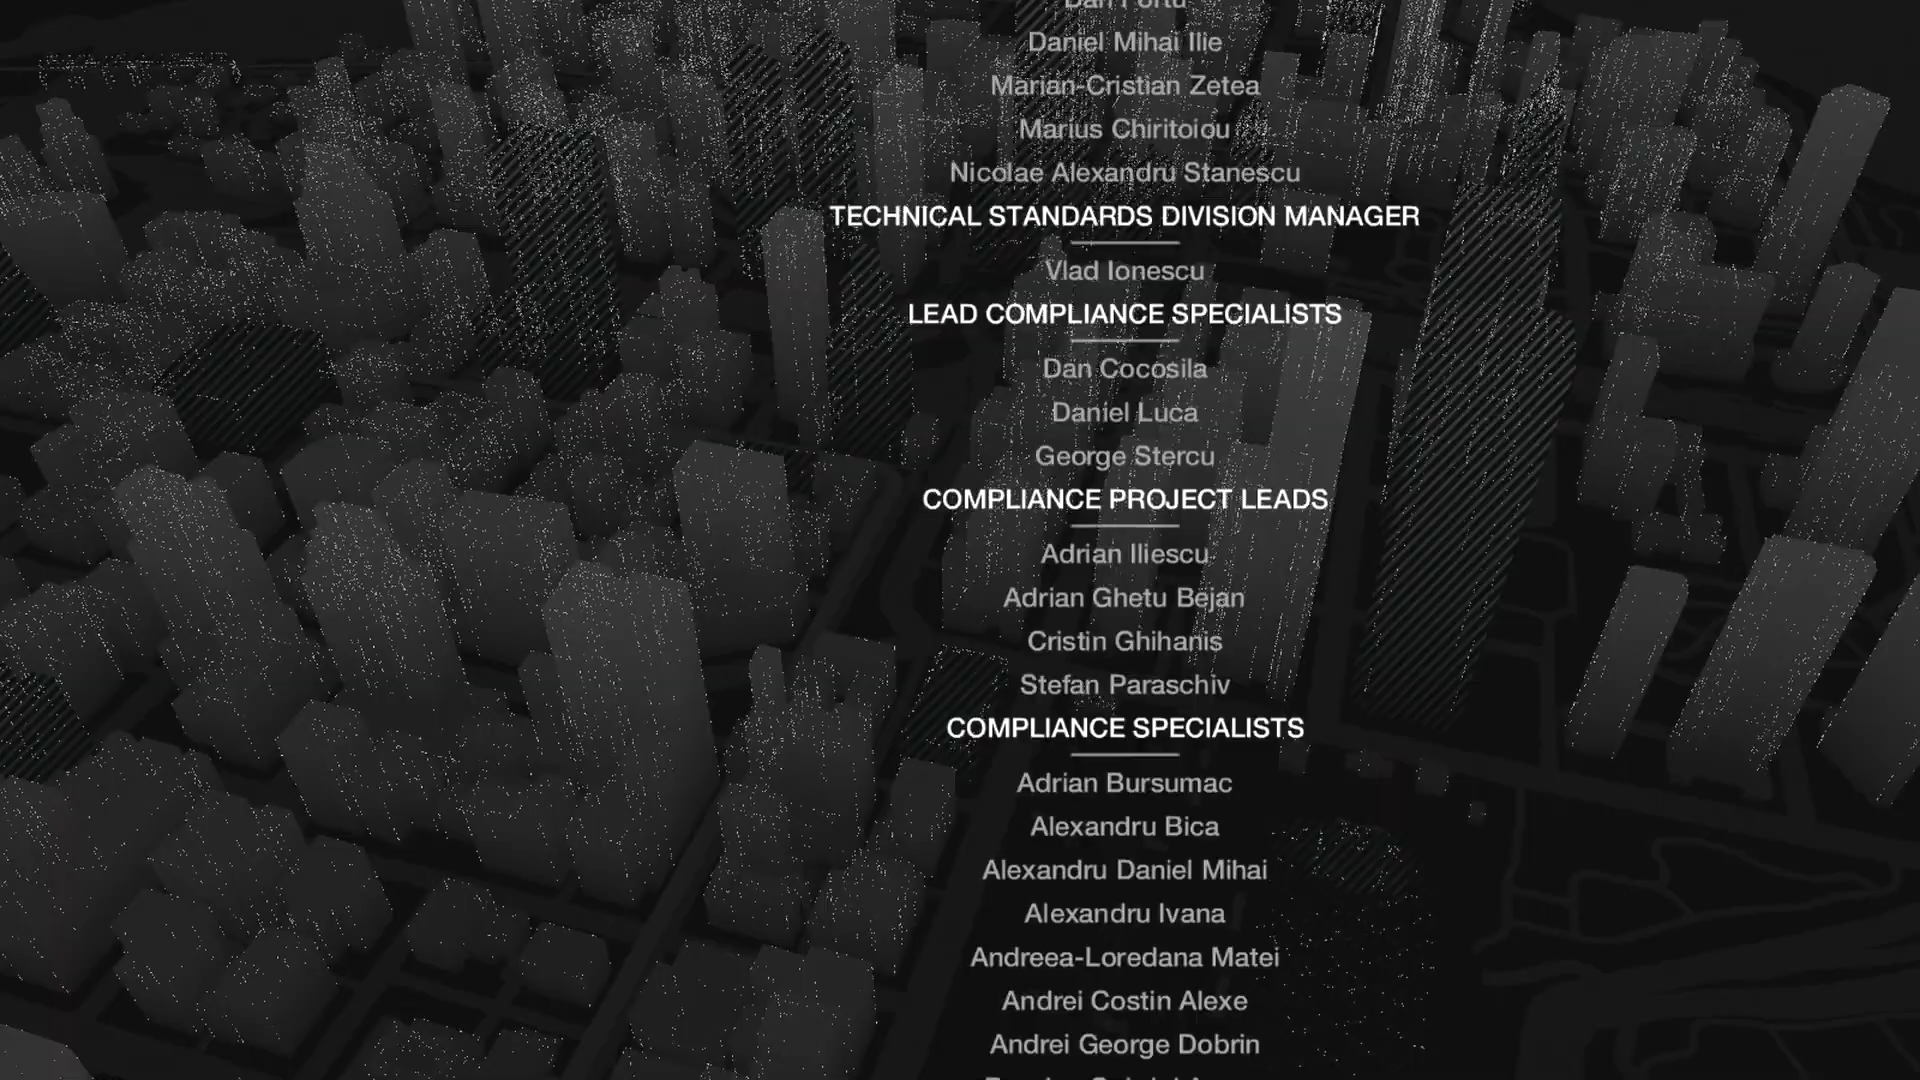 Daniel Mihai Ilie
Marian-Cristian Zetea
Marius Chiritoiou
Nicolae Alexandru Stanescu
TECHNICAL STANDARDS DIVISION MANAGER
Vlad Ionescu
LEAD COMPLIANCE SPECIALISTS
Dan Cocosila
Daniel Luca
George Stercu
COMPLIANCE PROJECT LEADS
Adrian Iliescu
Adrian Ghetu Bejan
Cristin Ghihanis
Stefan Paraschiv
COMPLIANCE SPECIALISTS
Adrian Bursumac
Alexandru Bica
Alexandru Daniel Mihai
Alexandru Ivana
Andreea-Loredana Matei
Andrei Costin Alexe
Andrei George Dobrin